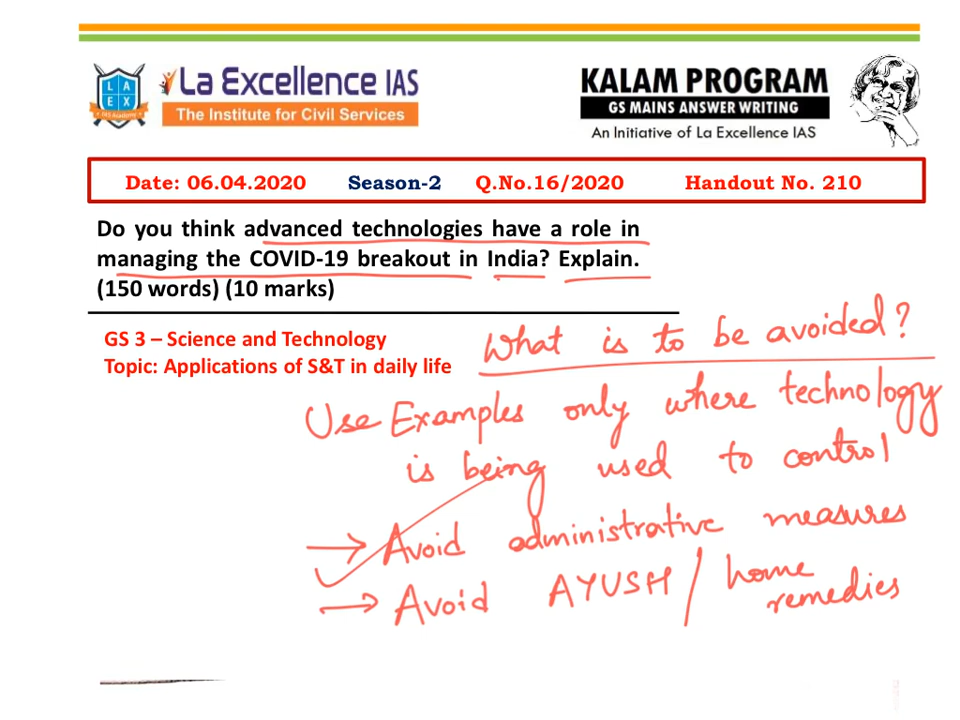 La Excellence IAS
The Institute for Civil Services
L A
E X
IAS Academy
KALAM PROGRAM
GS MAINS ANSWER WRITING
An Initiative of La Excellence IAS
Date: 06.04.2020 Season-2 Q.No.16/2020 Handout No. 210
Do you think advanced technologies have a role in
managing the COVID-19 breakout in India? Explain.
(150 words) (10 marks)
GS 3 – Science and Technology
Topic: Applications of S&T in daily life
What is to be avoided?
Use Examples only where technology
is being used to control
→ Avoid administrative measures
→ Avoid AYUSH / home
remedies